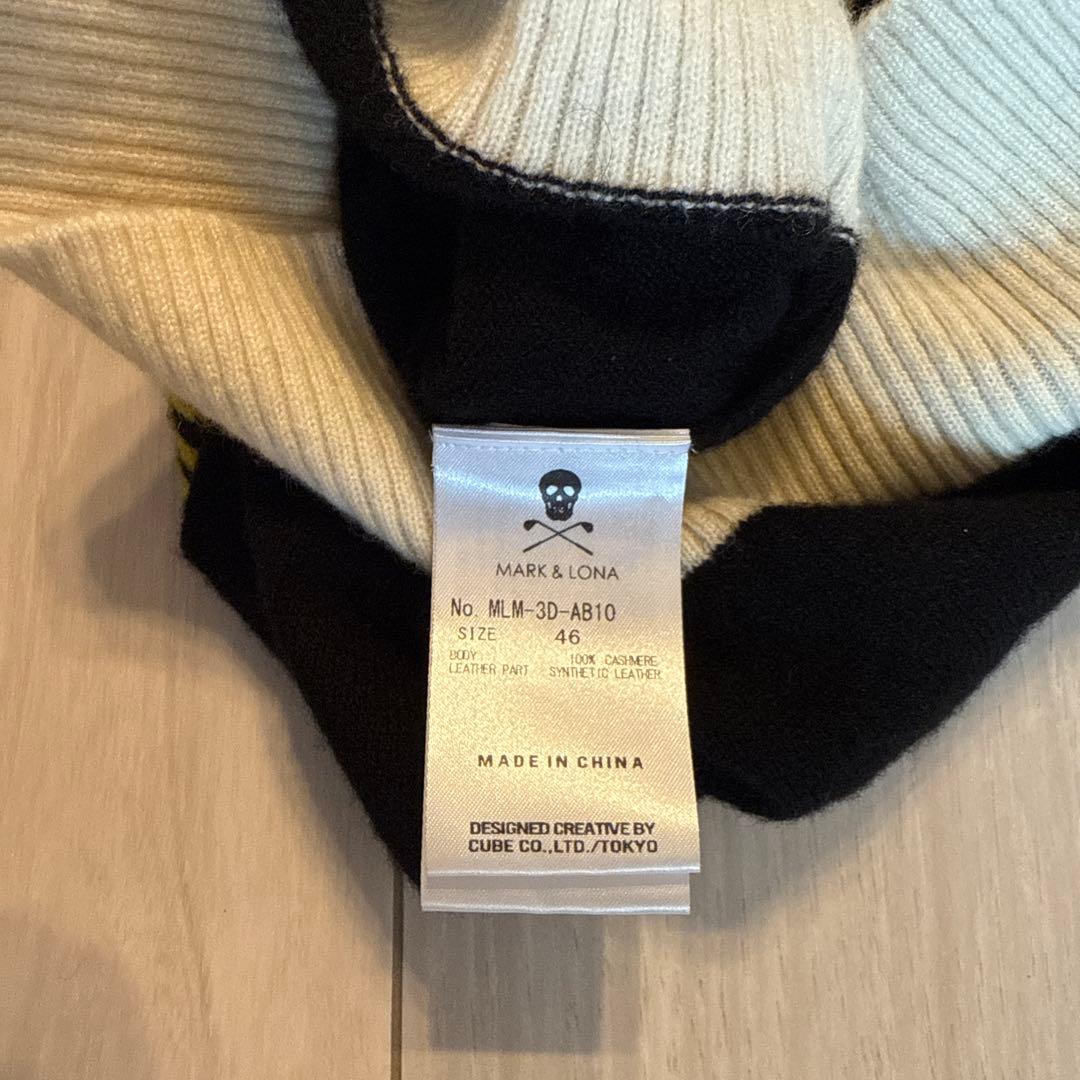 MARK & LONA
No. MLM-3D-AB10
SIZE 46
BODY 100% CASHMERE
LEATHER PART SYNTHETIC LEATHER
MADE IN CHINA
DESIGNED CREATIVE BY
CUBE CO.,LTD./TOKYO